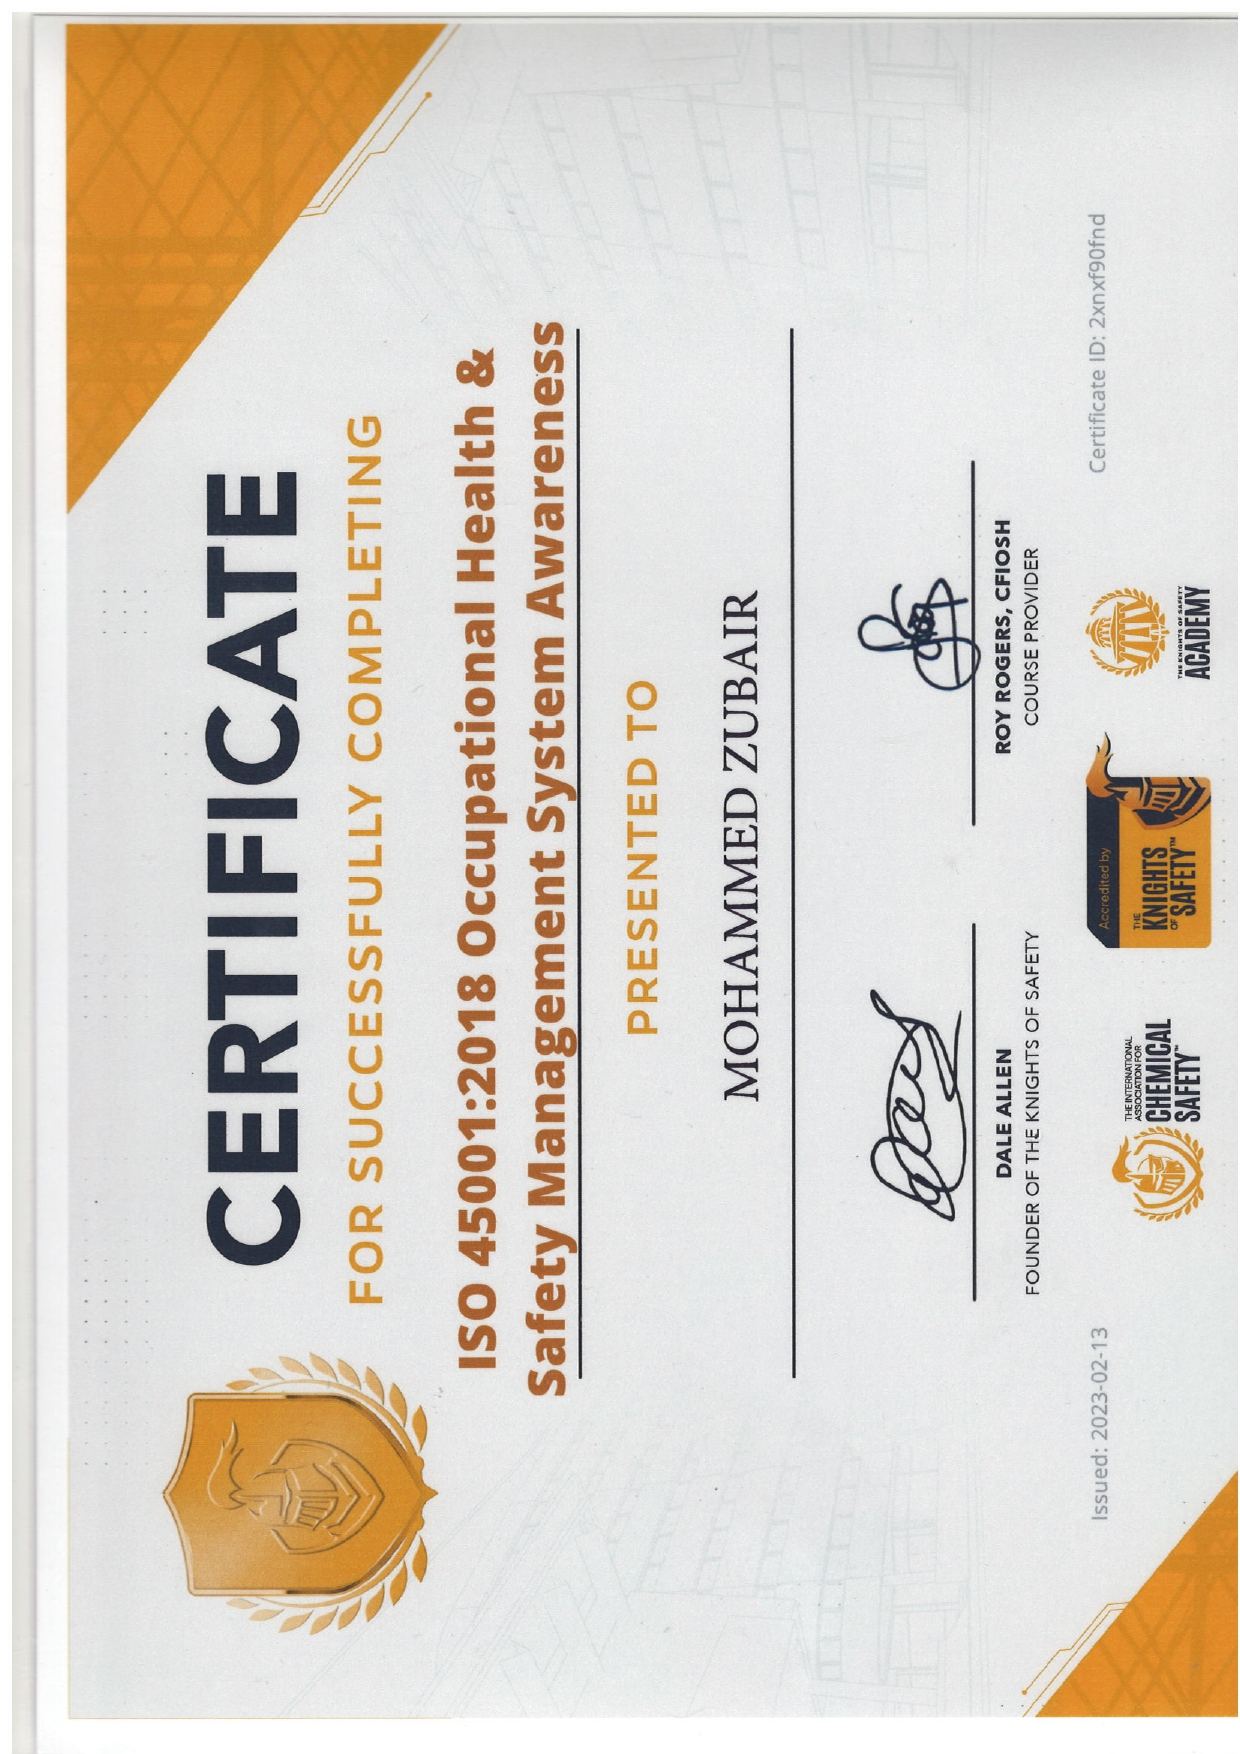 CERTIFICATE
FOR SUCCESSFULLY COMPLETING
ISO 45001:2018 Occupational Health &
Safety Management System Awareness
PRESENTED TO
MOHAMMED ZUBAIR
DALE ALLEN
FOUNDER OF THE KNIGHTS OF SAFETY
ROY ROGERS, CFIOSH
COURSE PROVIDER
Issued: 2023-02-13
THE INTERNATIONAL
ASSOCIATION FOR
CHEMICAL
SAFETY™
Accredited by
THE
KNIGHTS
OF SAFETY™
THE KNIGHTS OF SAFETY
ACADEMY
Certificate ID: 2xnxf90fnd